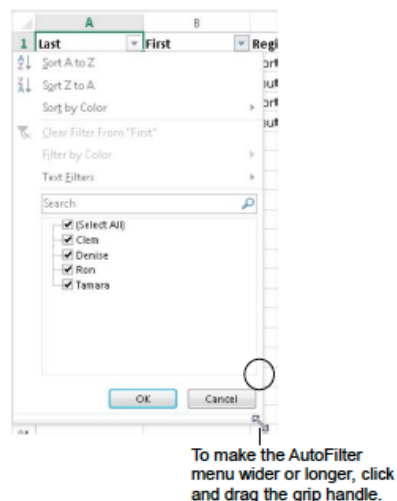 A B
1 Last First Regi
Sort A to Z
Sort Z to A
Sort by Color
Clear Filter From "First"
Filter by Color
Text Filters
Search
(Select All)
Clem
Denise
Ron
Tamara
OK Cancel
To make the AutoFilter
menu wider or longer, click
and drag the grip handle.